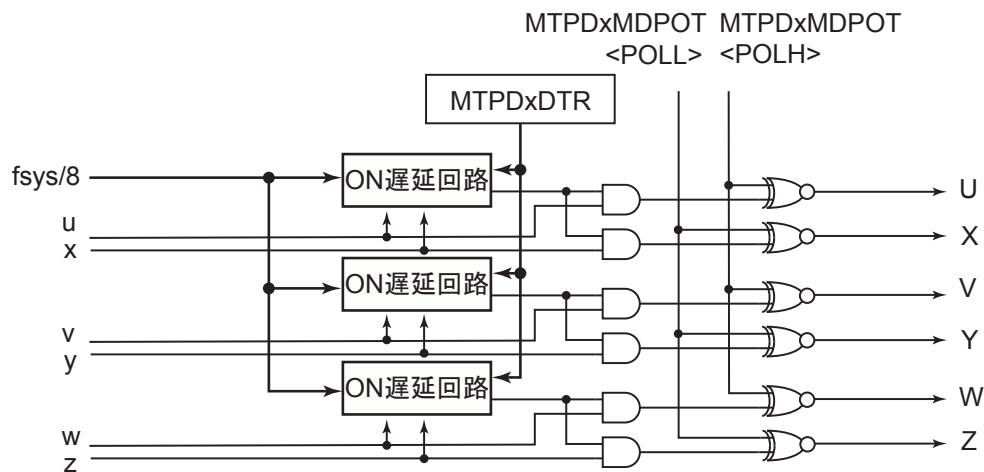 MTPDxMDPOT
<POLL>
MTPDxMDPOT
<POLH>
MTPDxDTR
fsys/8
ON遅延回路
u
x
U
X
ON遅延回路
v
y
V
Y
ON遅延回路
w
z
W
Z